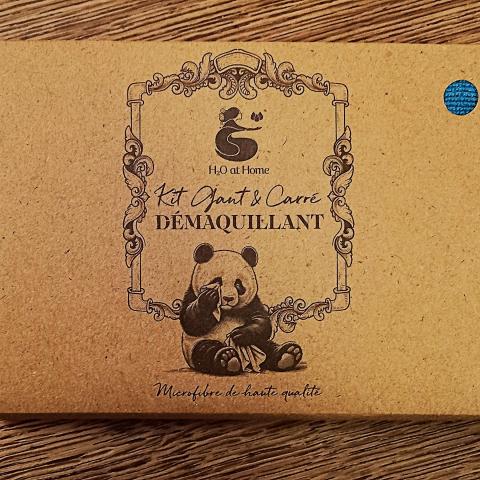 H₂O at Home
Kit Gant & Carré
DÉMAQUILLANT
Microfibre de haute qualité